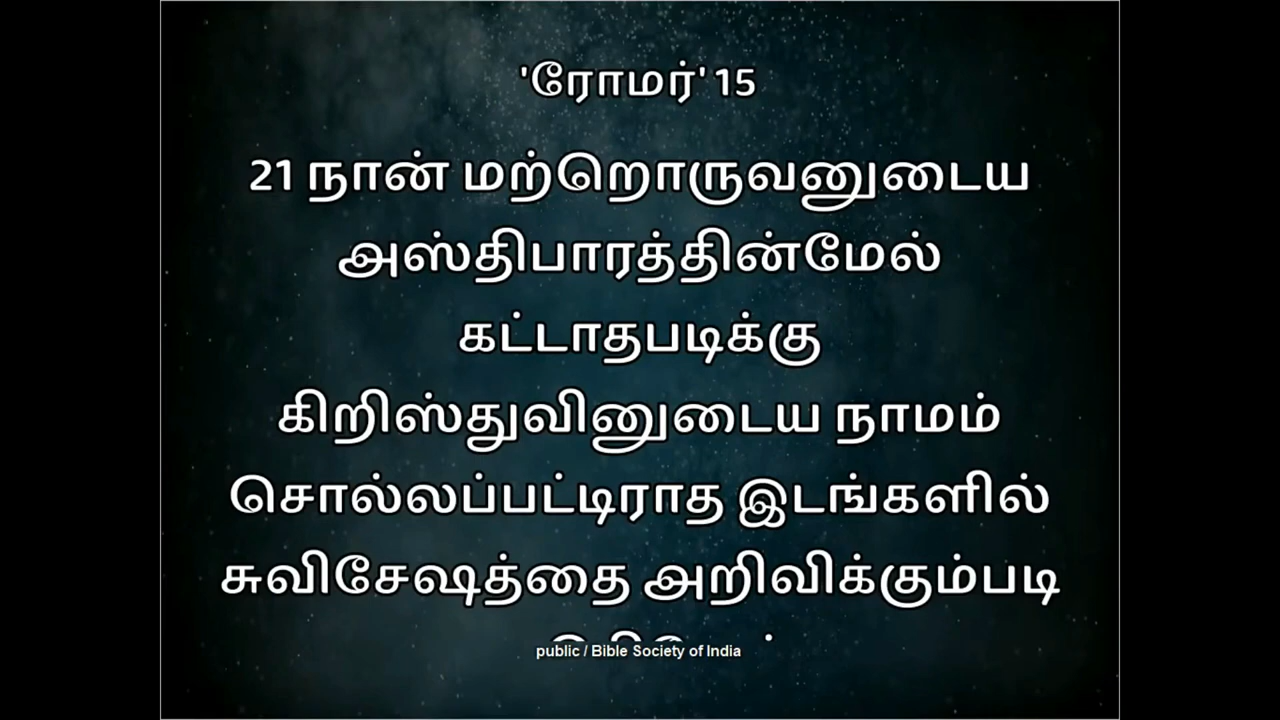 'ரோமர்' 15
21 நான் மற்றொருவனுடைய
அஸ்திபாரத்தின்மேல்
கட்டாதபடிக்கு
கிறிஸ்துவினுடைய நாமம்
சொல்லப்பட்டிராத இடங்களில்
சுவிசேஷத்தை அறிவிக்கும்படி
public / Bible Society of India